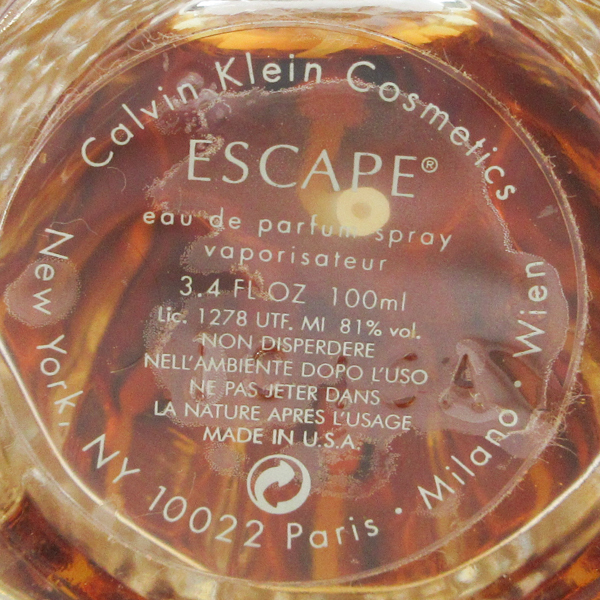 Calvin Klein Cosmetics
ESCAPE®
eau de parfum spray
vaporisateur
3.4 FL OZ 100ml
Lic. 1278 UTF. MI 81% vol.
NON DISPERDERE
NELL'AMBIENTE DOPO L'USO
NE PAS JETER DANS
LA NATURE APRES L'USAGE
MADE IN U.S.A.
New York, NY 10022 Paris · Milano · Wien